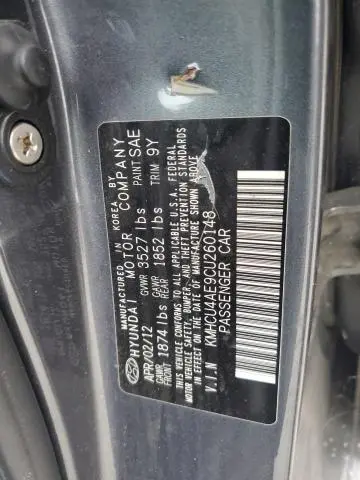 MANUFACTURED IN KOREA BY
HYUNDAI MOTOR COMPANY
APR/02/12 GVWR 3527 lbs PAINT SAE
GAWR FRONT 1874 lbs GAWR REAR 1852 lbs TRIM 9Y
THIS VEHICLE CONFORMS TO ALL APPLICABLE U.S.A. FEDERAL
MOTOR VEHICLE SAFETY, BUMPER, AND THEFT PREVENTION STANDARDS
IN EFFECT ON THE DATE OF MANUFACTURE SHOWN ABOVE
V.I.N KMHCU4AE9CU260148
PASSENGER CAR